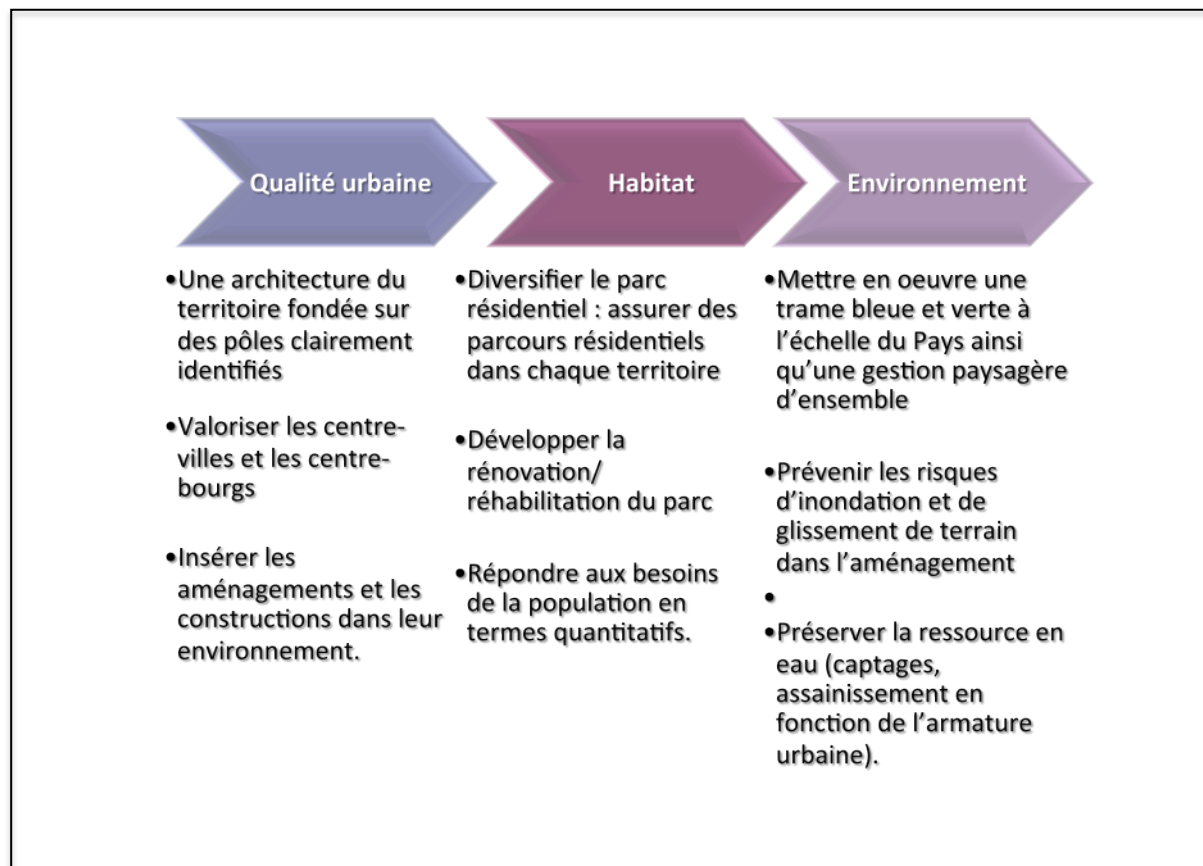 Qualité urbaine
•Une architecture du
territoire fondée sur
des pôles clairement
identifiés
•Valoriser les centre-
villes et les centre-
bourgs
•Insérer les
aménagements et les
constructions dans leur
environnement.
Habitat
•Diversifier le parc
résidentiel : assurer des
parcours résidentiels
dans chaque territoire
•Développer la
rénovation/
réhabilitation du parc
•Répondre aux besoins
de la population en
termes quantitatifs.
Environnement
•Mettre en oeuvre une
trame bleue et verte à
l’échelle du Pays ainsi
qu’une gestion paysagère
d’ensemble
•Prévenir les risques
d’inondation et de
glissement de terrain
dans l’aménagement
•
•Préserver la ressource en
eau (captages,
assainissement en
fonction de l’armature
urbaine).